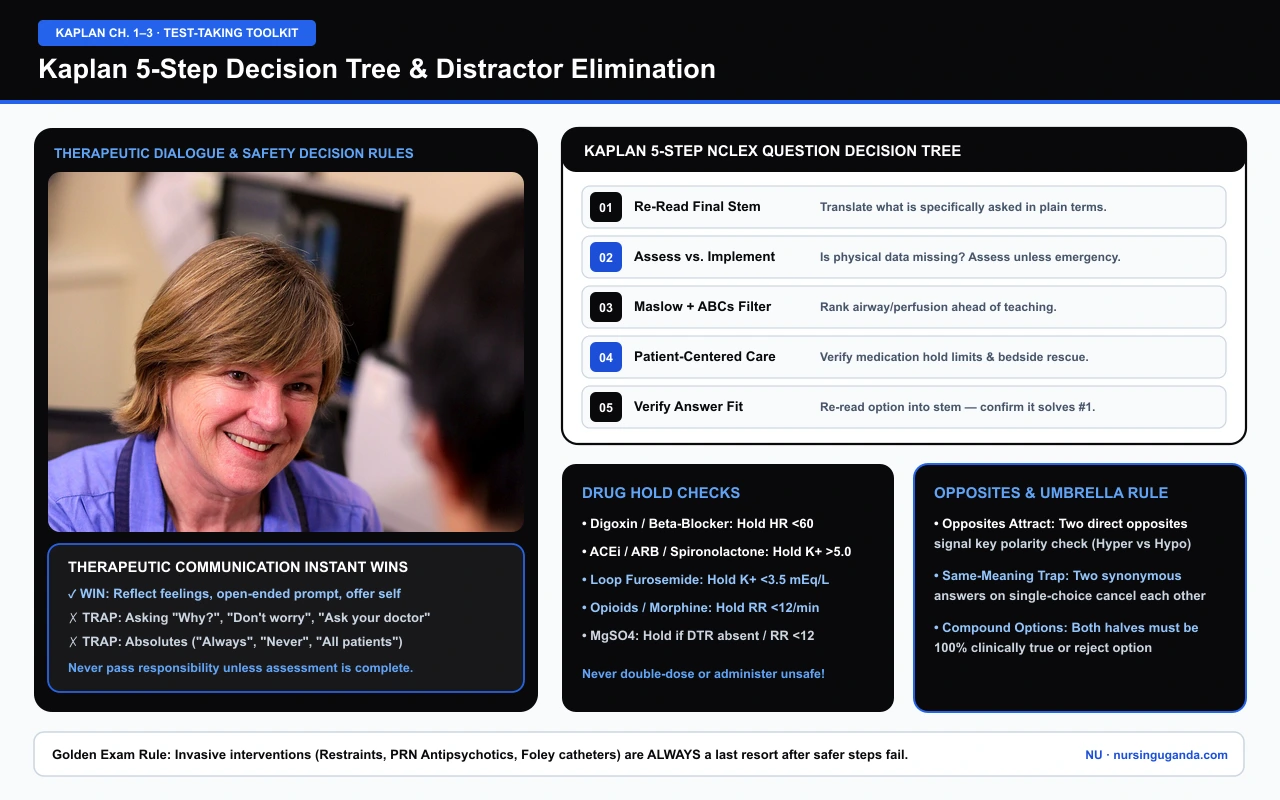 KAPLAN CH. 1–3 · TEST-TAKING TOOLKIT
Kaplan 5-Step Decision Tree & Distractor Elimination
THERAPEUTIC DIALOGUE & SAFETY DECISION RULES
THERAPEUTIC COMMUNICATION INSTANT WINS
✓ WIN: Reflect feelings, open-ended prompt, offer self
✗ TRAP: Asking "Why?", "Don't worry", "Ask your doctor"
✗ TRAP: Absolutes ("Always", "Never", "All patients")
Never pass responsibility unless assessment is complete.
KAPLAN 5-STEP NCLEX QUESTION DECISION TREE
01 Re-Read Final Stem Translate what is specifically asked in plain terms.
02 Assess vs. Implement Is physical data missing? Assess unless emergency.
03 Maslow + ABCs Filter Rank airway/perfusion ahead of teaching.
04 Patient-Centered Care Verify medication hold limits & bedside rescue.
05 Verify Answer Fit Re-read option into stem — confirm it solves #1.
DRUG HOLD CHECKS
• Digoxin / Beta-Blocker: Hold HR <60
• ACEi / ARB / Spironolactone: Hold K+ >5.0
• Loop Furosemide: Hold K+ <3.5 mEq/L
• Opioids / Morphine: Hold RR <12/min
• MgSO4: Hold if DTR absent / RR <12
Never double-dose or administer unsafe!
OPPOSITES & UMBRELLA RULE
• Opposites Attract: Two direct opposites
signal key polarity check (Hyper vs Hypo)
• Same-Meaning Trap: Two synonymous
answers on single-choice cancel each other
• Compound Options: Both halves must be
100% clinically true or reject option
Golden Exam Rule: Invasive interventions (Restraints, PRN Antipsychotics, Foley catheters) are ALWAYS a last resort after safer steps fail.
NU · nursinguganda.com